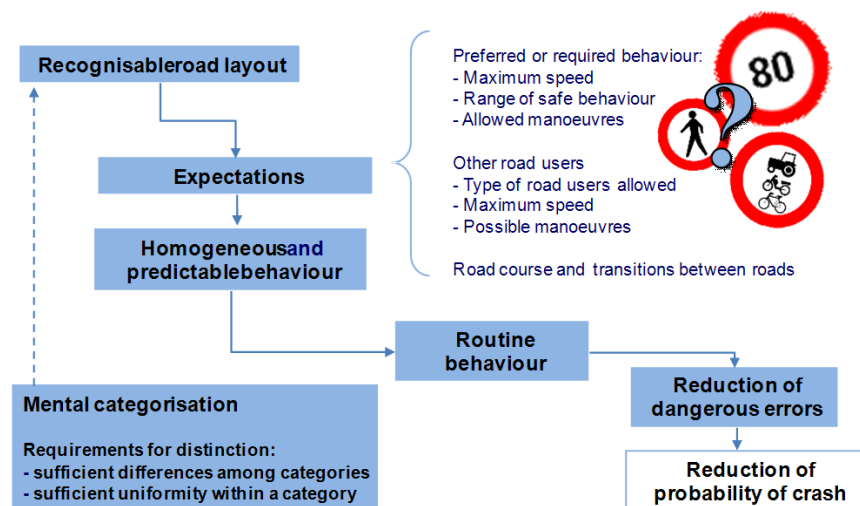 Recognisableroad layout
Expectations
Homogeneousand
predictablebehaviour
Preferred or required behaviour:
- Maximum speed
- Range of safe behaviour
- Allowed manoeuvres
Other road users
- Type of road users allowed
- Maximum speed
- Possible manoeuvres
Road course and transitions between roads
80
?
Routine
behaviour
Reduction of
dangerous errors
Reduction of
probability of crash
Mental categorisation
Requirements for distinction:
- sufficient differences among categories
- sufficient uniformity within a category